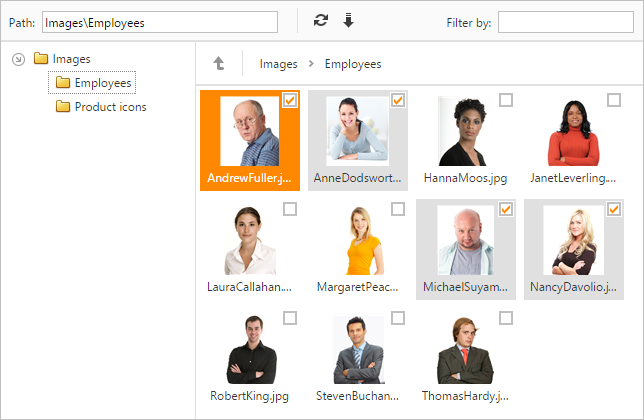 Path: Images\Employees Filter by:
Images
Employees
Product icons
Images Employees
AndrewFuller.j... AnneDodswort... HannaMoos.jpg JanetLeverling....
LauraCallahan.... MargaretPeac... MichaelSuyam... NancyDavolio.j...
RobertKing.jpg StevenBuchan... ThomasHardy.j...